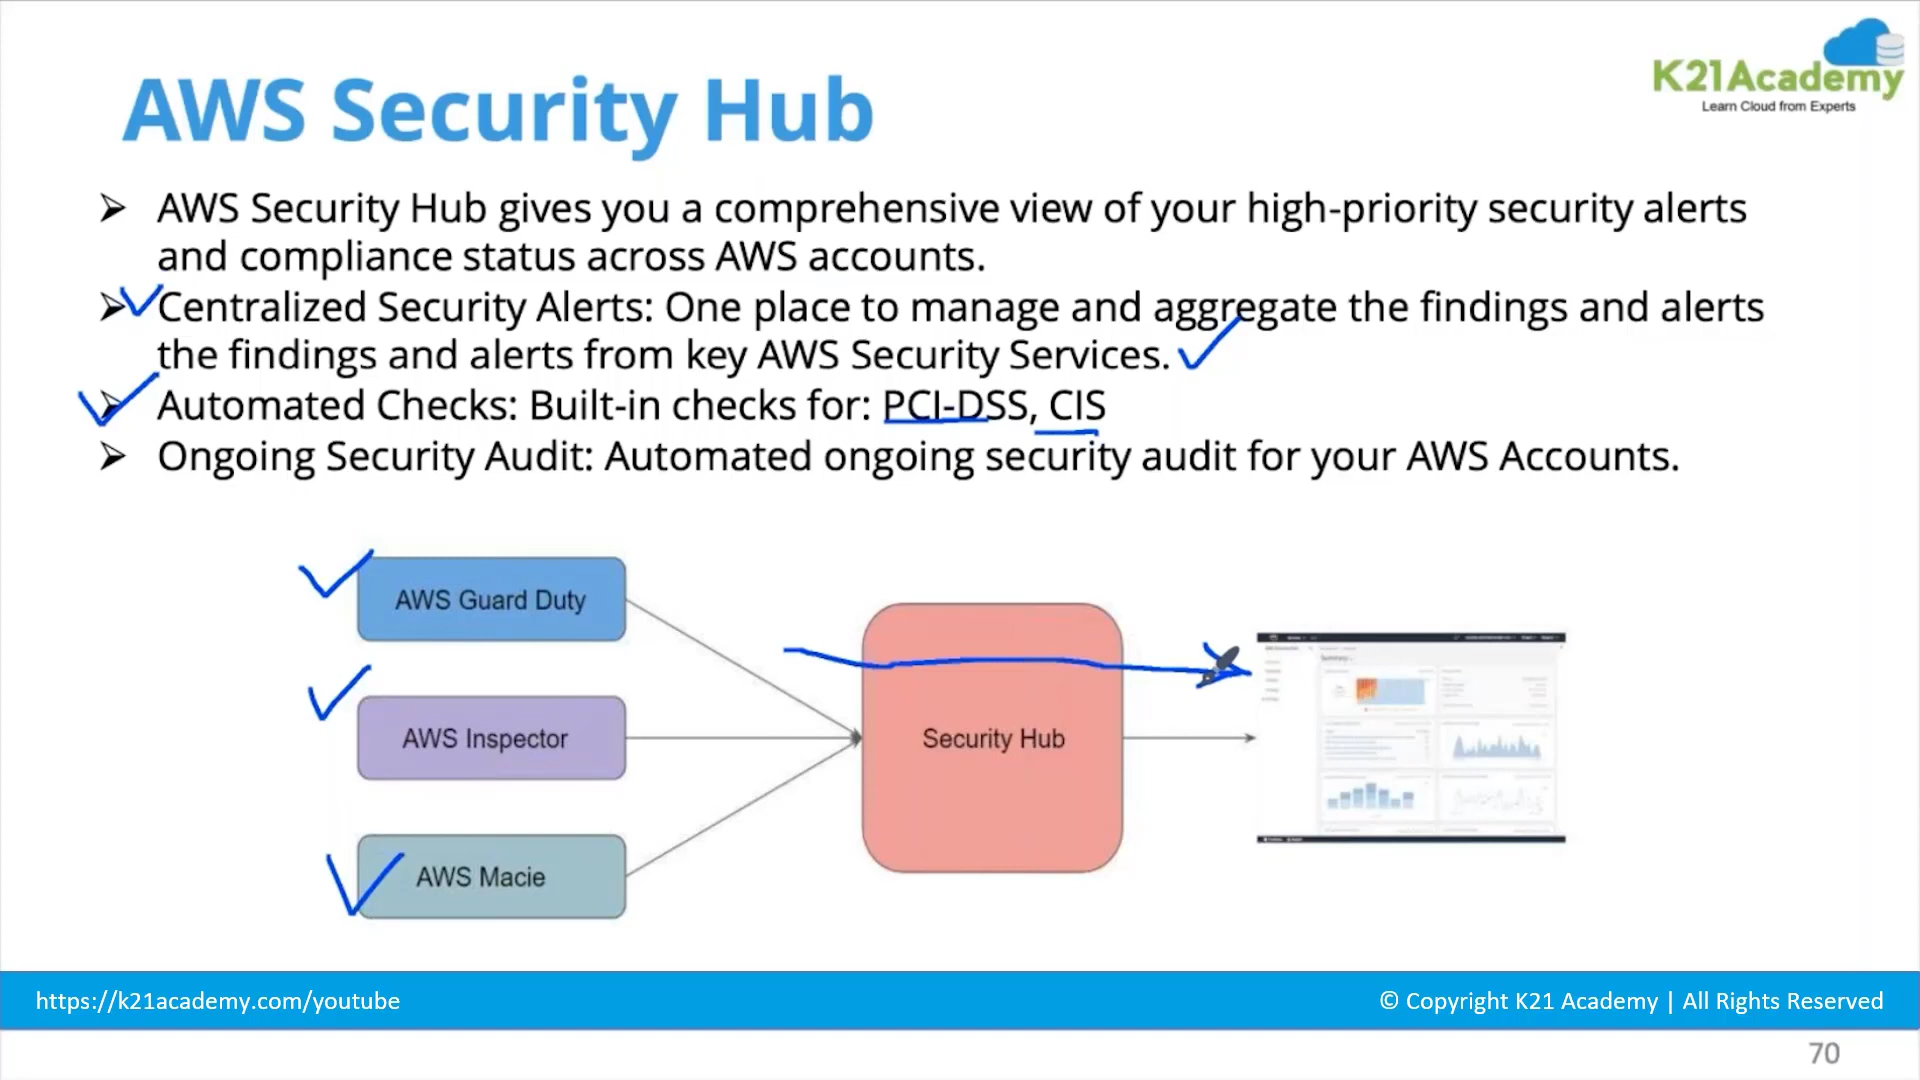 K21Academy
Learn Cloud from Experts
AWS Security Hub
AWS Security Hub gives you a comprehensive view of your high-priority security alerts
and compliance status across AWS accounts.
Centralized Security Alerts: One place to manage and aggregate the findings and alerts
the findings and alerts from key AWS Security Services.
Automated Checks: Built-in checks for: PCI-DSS, CIS
Ongoing Security Audit: Automated ongoing security audit for your AWS Accounts.
AWS Guard Duty
AWS Inspector
AWS Macie
Security Hub
https://k21academy.com/youtube
© Copyright K21 Academy | All Rights Reserved
70